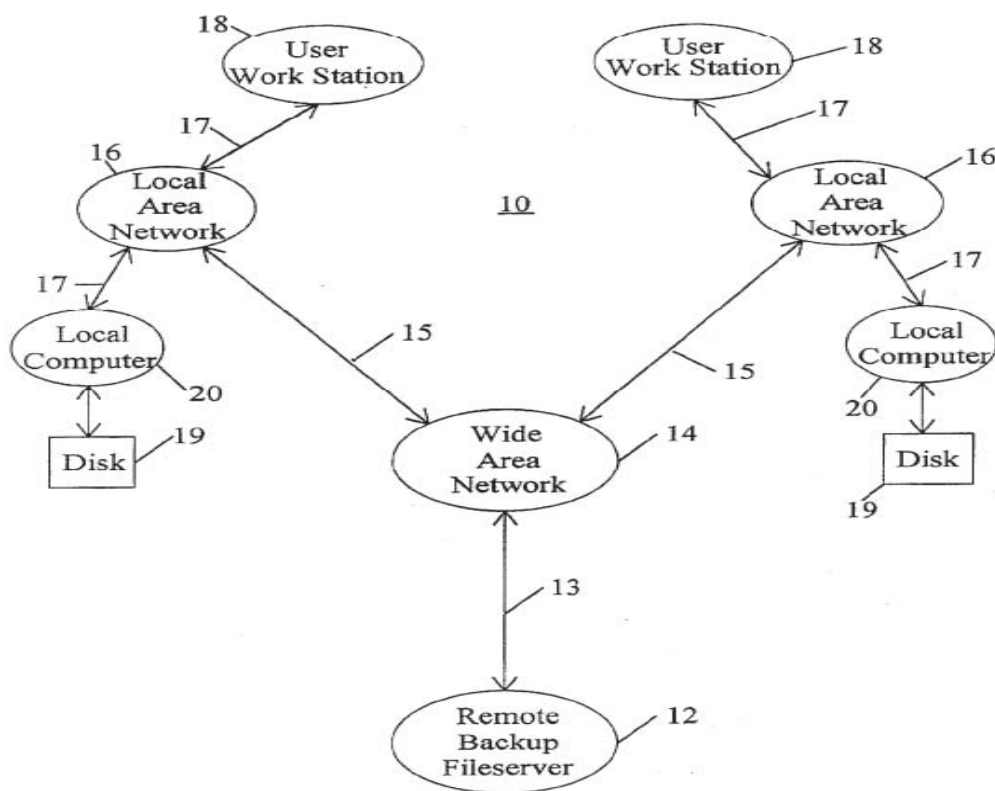 18
User
Work Station
User
Work Station
18
17
17
16
Local
Area
Network
10
Local
Area
Network
16
17
17
Local
Computer
20
15
15
Local
Computer
20
Disk
19
Wide
Area
Network
14
Disk
19
13
Remote
Backup
Fileserver
12